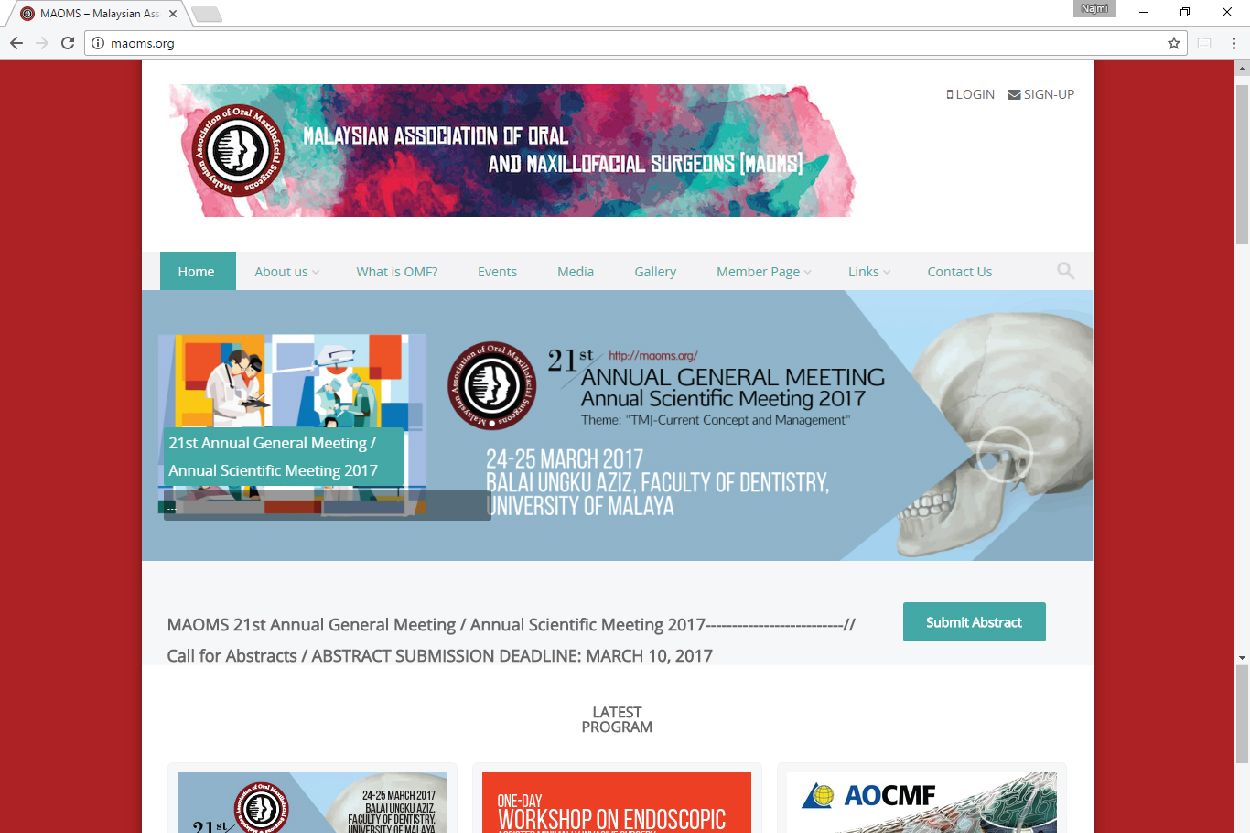 MAOMS – Malaysian Ass
Najmi
maoms.org
LOGIN SIGN-UP
Malaysian Association of Oral Maxillofacial Surgeons
MALAYSIAN ASSOCIATION OF ORAL
AND MAXILLOFACIAL SURGEONS [MAOMS]
Home About us What is OMF? Events Media Gallery Member Page Links Contact Us
Malaysian Association of Oral Maxillofacial Surgeons
21st http://maoms.org/
ANNUAL GENERAL MEETING
Annual Scientific Meeting 2017
Theme: "TMJ-Current Concept and Management"
21st Annual General Meeting /
Annual Scientific Meeting 2017
...
24-25 MARCH 2017
BALAI UNGKU AZIZ, FACULTY OF DENTISTRY,
UNIVERSITY OF MALAYA
MAOMS 21st Annual General Meeting / Annual Scientific Meeting 2017--------------------------//
Call for Abstracts / ABSTRACT SUBMISSION DEADLINE: MARCH 10, 2017
Submit Abstract
LATEST
PROGRAM
24-25 MARCH 2017
BALAI UNGKU AZIZ,
FACULTY OF DENTISTRY,
UNIVERSITY OF MALAYA
21st
ONE-DAY
WORKSHOP ON ENDOSCOPIC
AOCMF